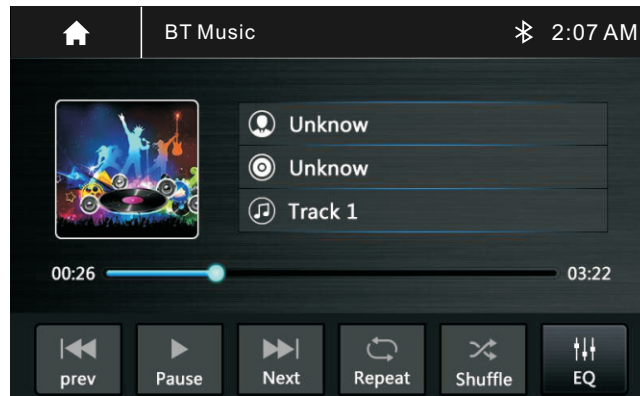 BT Music 2:07 AM
Unknow
Unknow
Track 1
00:26 03:22
prev Pause Next Repeat Shuffle EQ